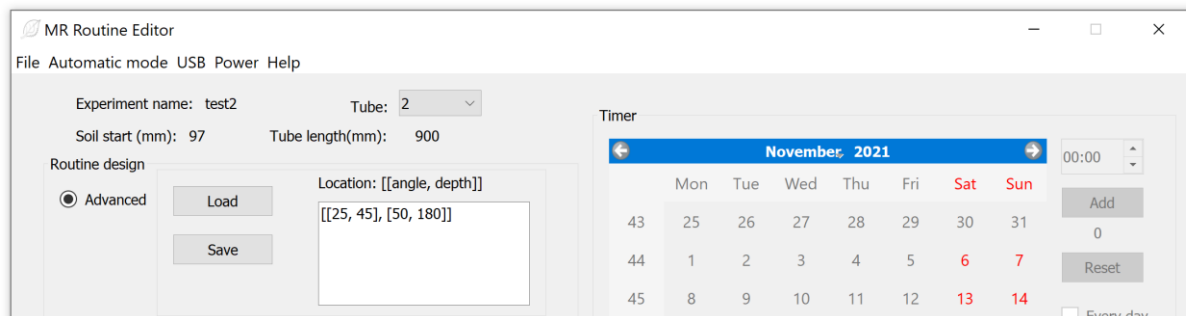 MR Routine Editor
File Automatic mode USB Power Help
Experiment name: test2
Tube: 2
Soil start (mm): 97
Tube length(mm): 900
Routine design
Advanced
Load
Save
Location: [[angle, depth]]
[[25, 45], [50, 180]]
Timer
November, 2021
Mon Tue Wed Thu Fri Sat Sun
43 25 26 27 28 29 30 31
44 1 2 3 4 5 6 7
45 8 9 10 11 12 13 14
00:00
Add
0
Reset
Every day